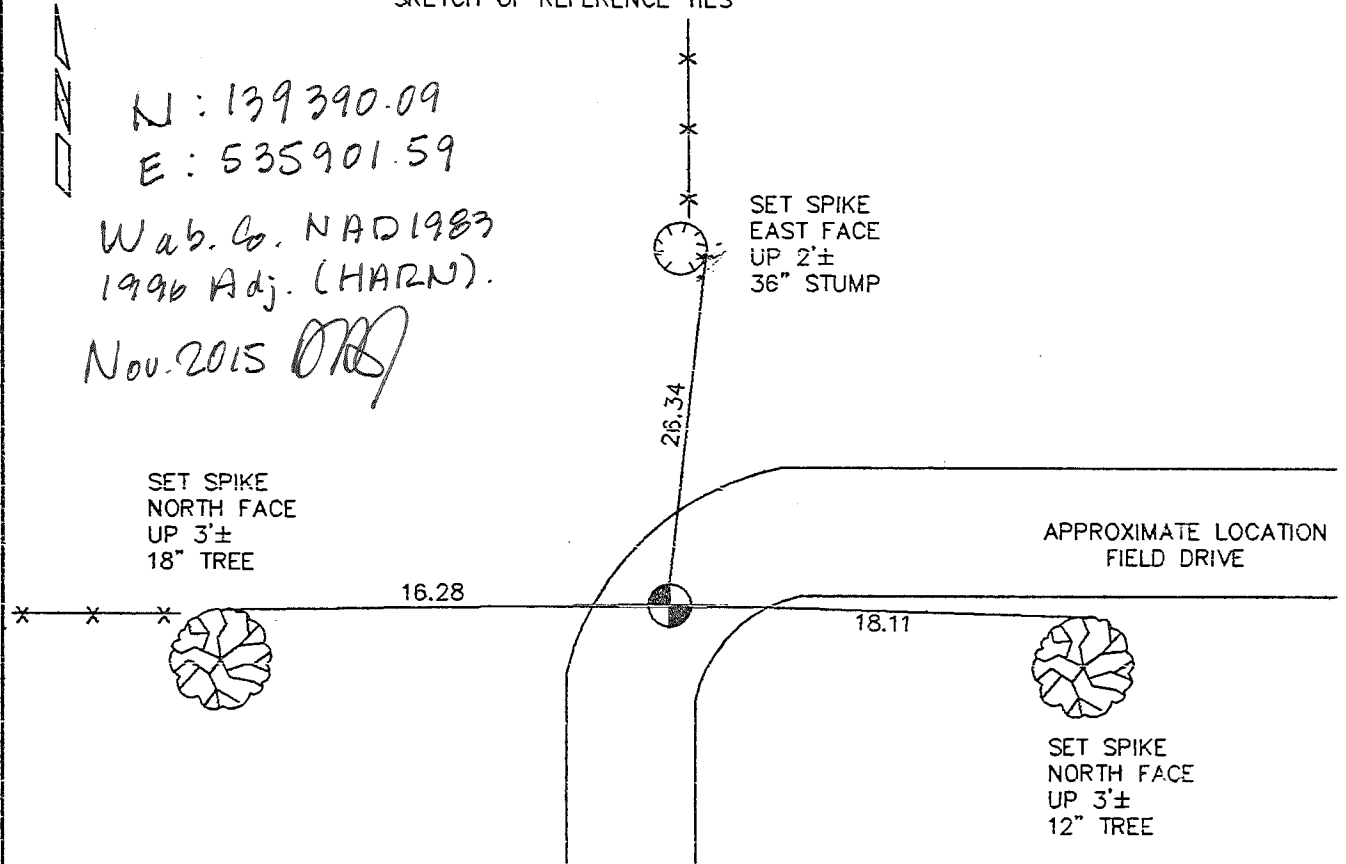 SKETCH OF REFERENCE TIES
N : 139390.09
E : 535901.59
Wab. Co. NAD1983
1996 Adj. (HARN).
Nov. 2015
SET SPIKE
EAST FACE
UP 2'±
36" STUMP
26.34
SET SPIKE
NORTH FACE
UP 3'±
18" TREE
16.28
APPROXIMATE LOCATION
FIELD DRIVE
18.11
SET SPIKE
NORTH FACE
UP 3'±
12" TREE